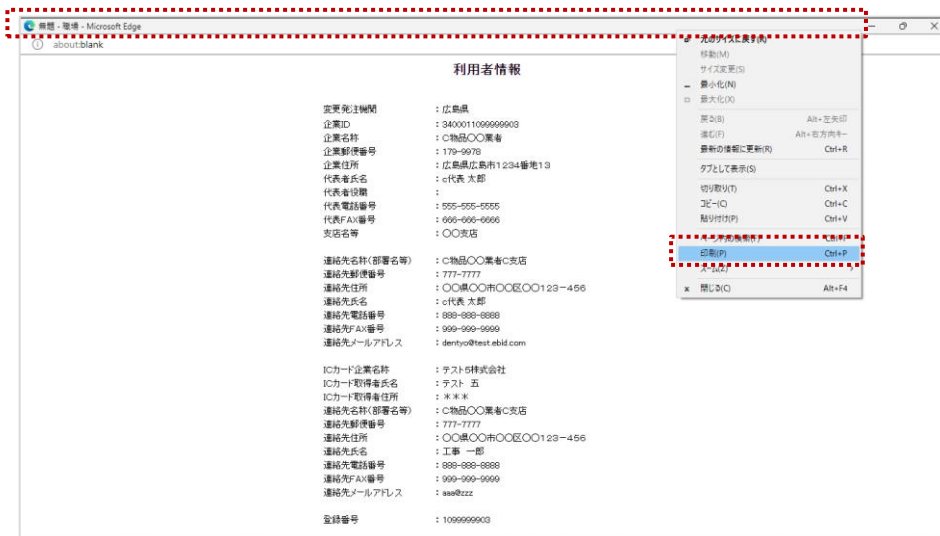 無題 - 職場 - Microsoft Edge
about:blank
利用者情報
変更発注機関 : 広島県
企業ID : 3400011099999903
企業名称 : C物品〇〇業者
企業郵便番号 : 179-9978
企業住所 : 広島県広島市1234番地13
代表者氏名 : c代表 太郎
代表者役職 :
代表電話番号 : 555-555-5555
代表FAX番号 : 666-666-6666
支店名等 : 〇〇支店
連絡先名称(部署名等) : C物品〇〇業者C支店
連絡先郵便番号 : 777-7777
連絡先住所 : 〇〇県〇〇市〇〇区〇〇123-456
連絡先氏名 : c代表 太郎
連絡先電話番号 : 888-888-8888
連絡先FAX番号 : 999-999-9999
連絡先メールアドレス : dentyo@test.ebid.com
ICカード企業名称 : テスト5株式会社
ICカード取得者氏名 : テスト 五
ICカード取得者住所 : ＊＊＊
連絡先名称(部署名等) : C物品〇〇業者C支店
連絡先郵便番号 : 777-7777
連絡先住所 : 〇〇県〇〇市〇〇区〇〇123-456
連絡先氏名 : 工事 一郎
連絡先電話番号 : 888-888-8888
連絡先FAX番号 : 999-999-9999
連絡先メールアドレス : aaa@zzz
登録番号 : 1099999903
元のサイズに戻す(R)
移動(M)
サイズ変更(S)
最小化(N)
最大化(X)
戻る(B) Alt+左矢印
進む(F) Alt+右方向キー
最新の情報に更新(R) Ctrl+R
タブとして表示(S)
切り取り(T) Ctrl+X
コピー(C) Ctrl+C
貼り付け(P) Ctrl+V
ページ内の検索(F) Ctrl+F
印刷(P) Ctrl+P
ズーム(Z)
閉じる(C) Alt+F4